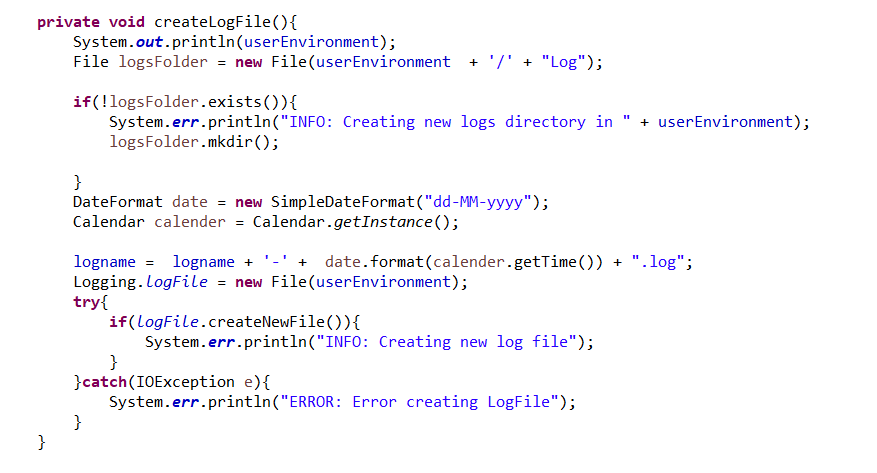 private void createLogFile(){
    System.out.println(userEnvironment);
    File logsFolder = new File(userEnvironment  + '/' + "Log");

    if(!logsFolder.exists()){
        System.err.println("INFO: Creating new logs directory in " + userEnvironment);
        logsFolder.mkdir();

    }
    DateFormat date = new SimpleDateFormat("dd-MM-yyyy");
    Calendar calender = Calendar.getInstance();

    logname =  logname + '-' +  date.format(calender.getTime()) + ".log";
    Logging.logFile = new File(userEnvironment);
    try{
        if(logFile.createNewFile()){
            System.err.println("INFO: Creating new log file");
        }
    }catch(IOException e){
        System.err.println("ERROR: Error creating LogFile");
    }
}